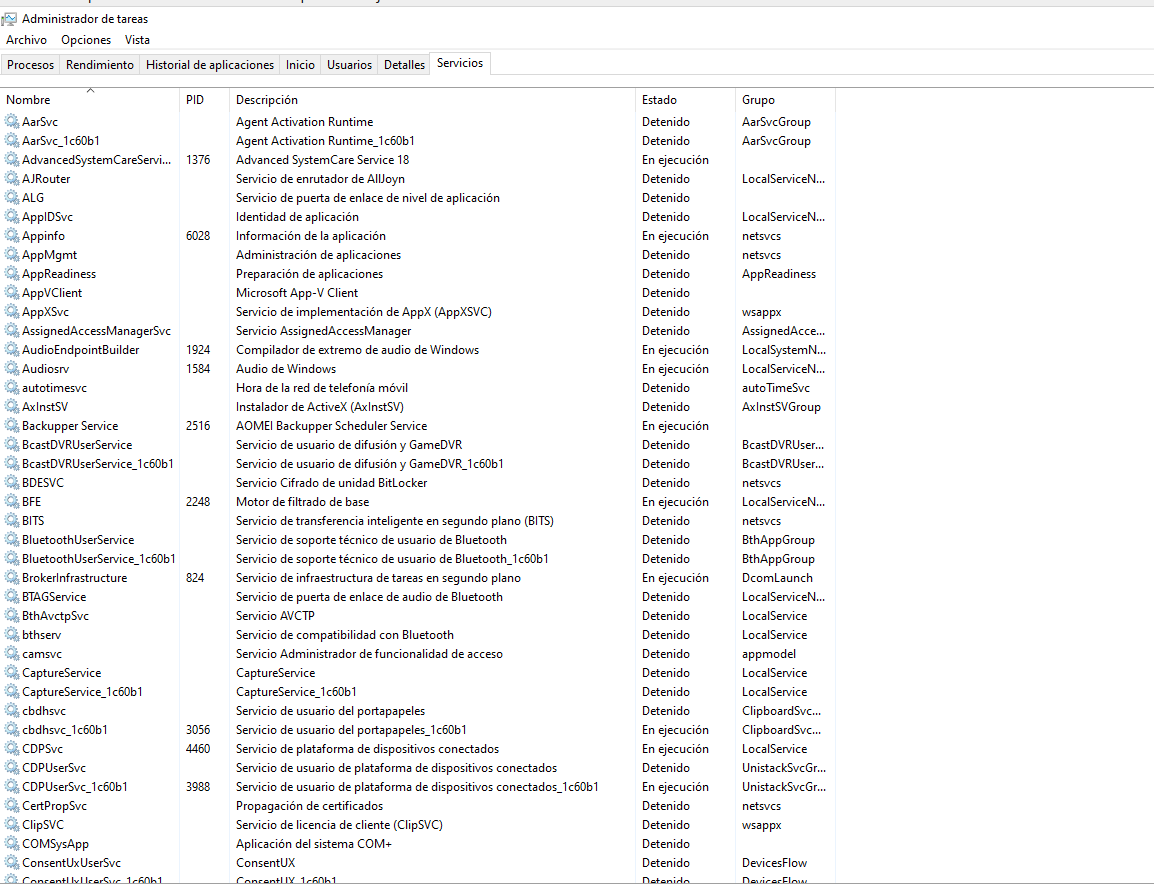 Administrador de tareas
Archivo Opciones Vista
Procesos Rendimiento Historial de aplicaciones Inicio Usuarios Detalles Servicios
Nombre PID Descripción Estado Grupo
AarSvc Agent Activation Runtime Detenido AarSvcGroup
AarSvc_1c60b1 Agent Activation Runtime_1c60b1 Detenido AarSvcGroup
AdvancedSystemCareServi... 1376 Advanced SystemCare Service 18 En ejecución
AJRouter Servicio de enrutador de AllJoyn Detenido LocalServiceN...
ALG Servicio de puerta de enlace de nivel de aplicación Detenido
AppIDSvc Identidad de aplicación Detenido LocalServiceN...
Appinfo 6028 Información de la aplicación En ejecución netsvcs
AppMgmt Administración de aplicaciones Detenido netsvcs
AppReadiness Preparación de aplicaciones Detenido AppReadiness
AppVClient Microsoft App-V Client Detenido
AppXSvc Servicio de implementación de AppX (AppXSVC) Detenido wsappx
AssignedAccessManagerSvc Servicio AssignedAccessManager Detenido AssignedAcce...
AudioEndpointBuilder 1924 Compilador de extremo de audio de Windows En ejecución LocalSystemN...
Audiosrv 1584 Audio de Windows En ejecución LocalServiceN...
autotimesvc Hora de la red de telefonía móvil Detenido autoTimeSvc
AxInstSV Instalador de ActiveX (AxInstSV) Detenido AxInstSVGroup
Backupper Service 2516 AOMEI Backupper Scheduler Service En ejecución
BcastDVRUserService Servicio de usuario de difusión y GameDVR Detenido BcastDVRUser...
BcastDVRUserService_1c60b1 Servicio de usuario de difusión y GameDVR_1c60b1 Detenido BcastDVRUser...
BDESVC Servicio Cifrado de unidad BitLocker Detenido netsvcs
BFE 2248 Motor de filtrado de base En ejecución LocalServiceN...
BITS Servicio de transferencia inteligente en segundo plano (BITS) Detenido netsvcs
BluetoothUserService Servicio de soporte técnico de usuario de Bluetooth Detenido BthAppGroup
BluetoothUserService_1c60b1 Servicio de soporte técnico de usuario de Bluetooth_1c60b1 Detenido BthAppGroup
BrokerInfrastructure 824 Servicio de infraestructura de tareas en segundo plano En ejecución DcomLaunch
BTAGService Servicio de puerta de enlace de audio de Bluetooth Detenido LocalServiceN...
BthAvctpSvc Servicio AVCTP Detenido LocalService
bthserv Servicio de compatibilidad con Bluetooth Detenido LocalService
camsvc Servicio Administrador de funcionalidad de acceso Detenido appmodel
CaptureService CaptureService Detenido LocalService
CaptureService_1c60b1 CaptureService_1c60b1 Detenido LocalService
cbdhsvc Servicio de usuario del portapapeles Detenido ClipboardSvc...
cbdhsvc_1c60b1 3056 Servicio de usuario del portapapeles_1c60b1 En ejecución ClipboardSvc...
CDPSvc 4460 Servicio de plataforma de dispositivos conectados En ejecución LocalService
CDPUserSvc Servicio de usuario de plataforma de dispositivos conectados Detenido UnistackSvcGr...
CDPUserSvc_1c60b1 3988 Servicio de usuario de plataforma de dispositivos conectados_1c60b1 En ejecución UnistackSvcGr...
CertPropSvc Propagación de certificados Detenido netsvcs
ClipSVC Servicio de licencia de cliente (ClipSVC) Detenido wsappx
COMSysApp Aplicación del sistema COM+ Detenido
ConsentUxUserSvc ConsentUX Detenido DevicesFlow
ConsentUxUserSvc_1c60b1 ConsentUX_1c60b1 Detenido DevicesFlow